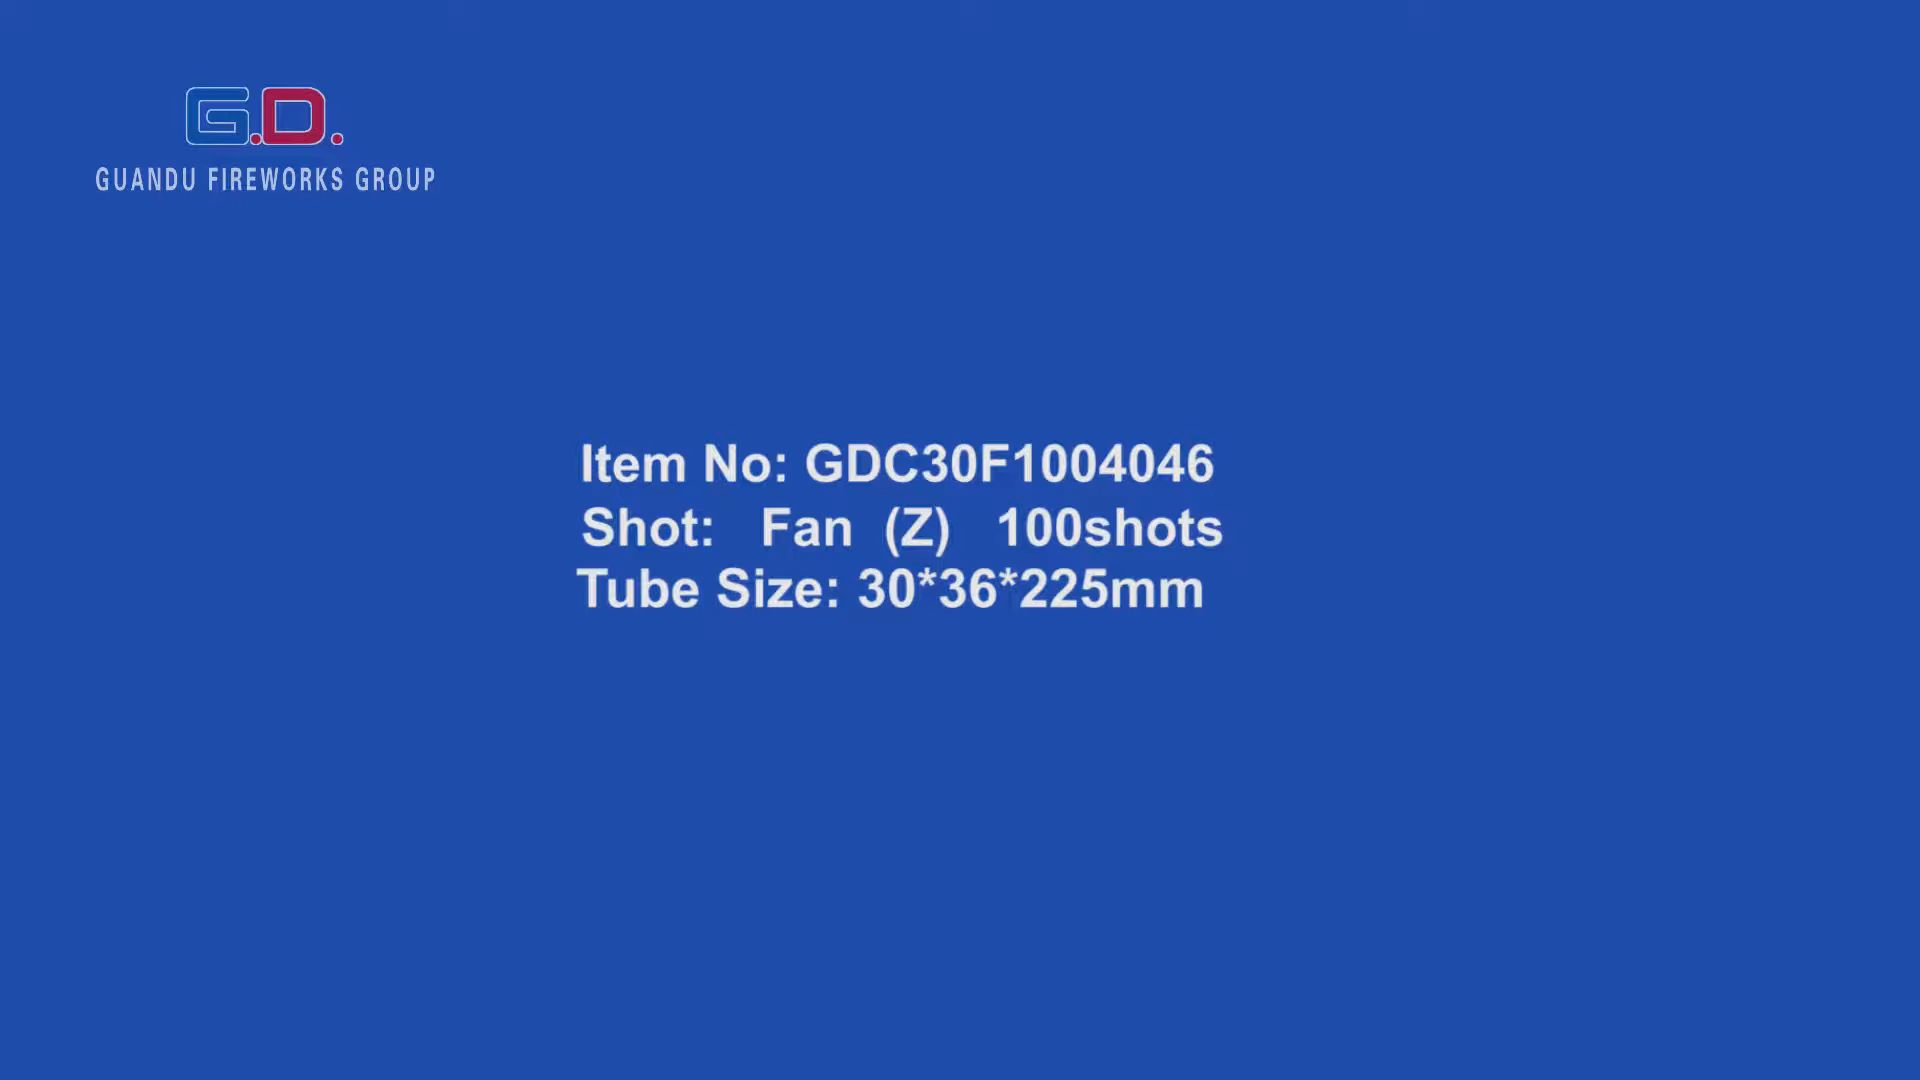 G.D.
GUANDU FIREWORKS GROUP
Item No: GDC30F1004046
Shot: Fan (Z) 100shots
Tube Size: 30*36*225mm